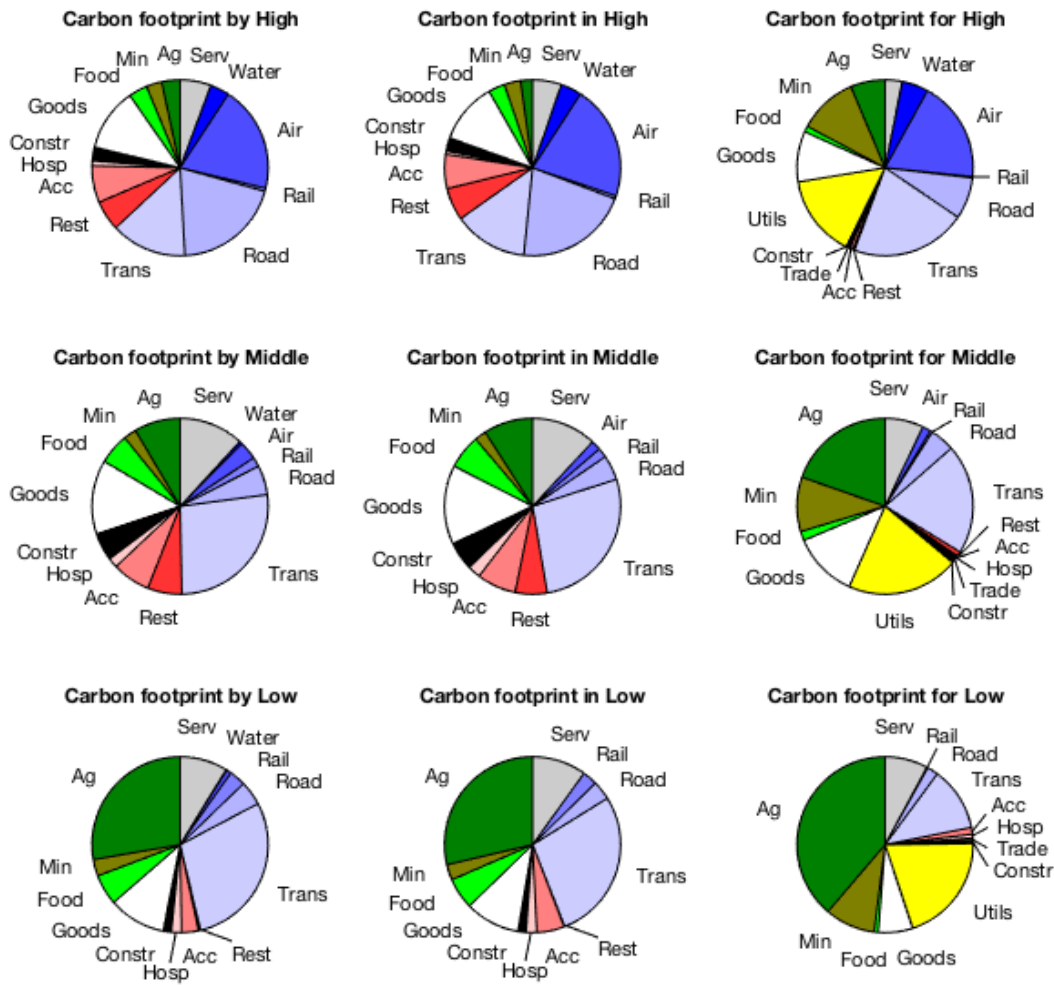 Carbon footprint by High
Serv
Water
Air
Rail
Road
Trans
Rest
Acc
Hosp
Constr
Goods
Food
Min
Ag
Carbon footprint in High
Serv
Water
Air
Rail
Road
Trans
Rest
Acc
Hosp
Constr
Goods
Food
Min
Ag
Carbon footprint for High
Serv
Water
Air
Rail
Road
Trans
Rest
Acc
Trade
Constr
Utils
Goods
Food
Min
Ag
Carbon footprint by Middle
Serv
Water
Air
Rail
Road
Trans
Rest
Acc
Hosp
Constr
Goods
Food
Min
Ag
Carbon footprint in Middle
Serv
Air
Rail
Road
Trans
Rest
Acc
Hosp
Constr
Goods
Food
Min
Ag
Carbon footprint for Middle
Serv
Air
Rail
Road
Trans
Rest
Acc
Hosp
Trade
Constr
Utils
Goods
Food
Min
Ag
Carbon footprint by Low
Serv
Water
Rail
Road
Trans
Rest
Acc
Hosp
Constr
Goods
Food
Min
Ag
Carbon footprint in Low
Serv
Rail
Road
Trans
Rest
Acc
Hosp
Constr
Goods
Food
Min
Ag
Carbon footprint for Low
Serv
Rail
Road
Trans
Acc
Hosp
Trade
Constr
Utils
Goods
Food
Min
Ag